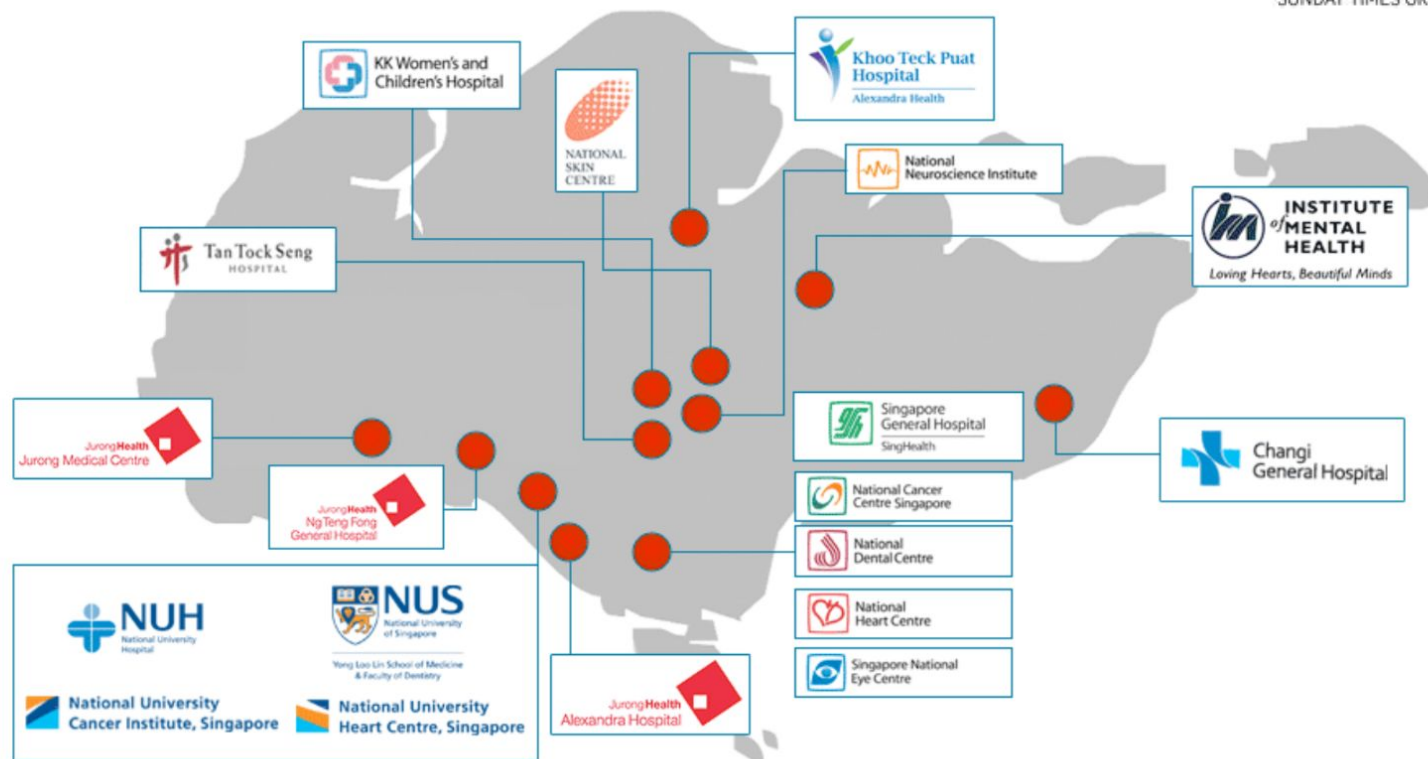 SUNDAY TIMES GR
KK Women's and
Children's Hospital
NATIONAL
SKIN
CENTRE
Khoo Teck Puat
Hospital
Alexandra Health
National
Neuroscience Institute
INSTITUTE
of MENTAL
HEALTH
Loving Hearts, Beautiful Minds
Tan Tock Seng
HOSPITAL
JurongHealth
Jurong Medical Centre
JurongHealth
Ng Teng Fong
General Hospital
Singapore
General Hospital
SingHealth
Changi
General Hospital
National Cancer
Centre Singapore
National
Dental Centre
National
Heart Centre
Singapore National
Eye Centre
NUH
National University
Hospital
NUS
National University
of Singapore
Yong Loo Lin School of Medicine
& Faculty of Dentistry
National University
Cancer Institute, Singapore
National University
Heart Centre, Singapore
JurongHealth
Alexandra Hospital